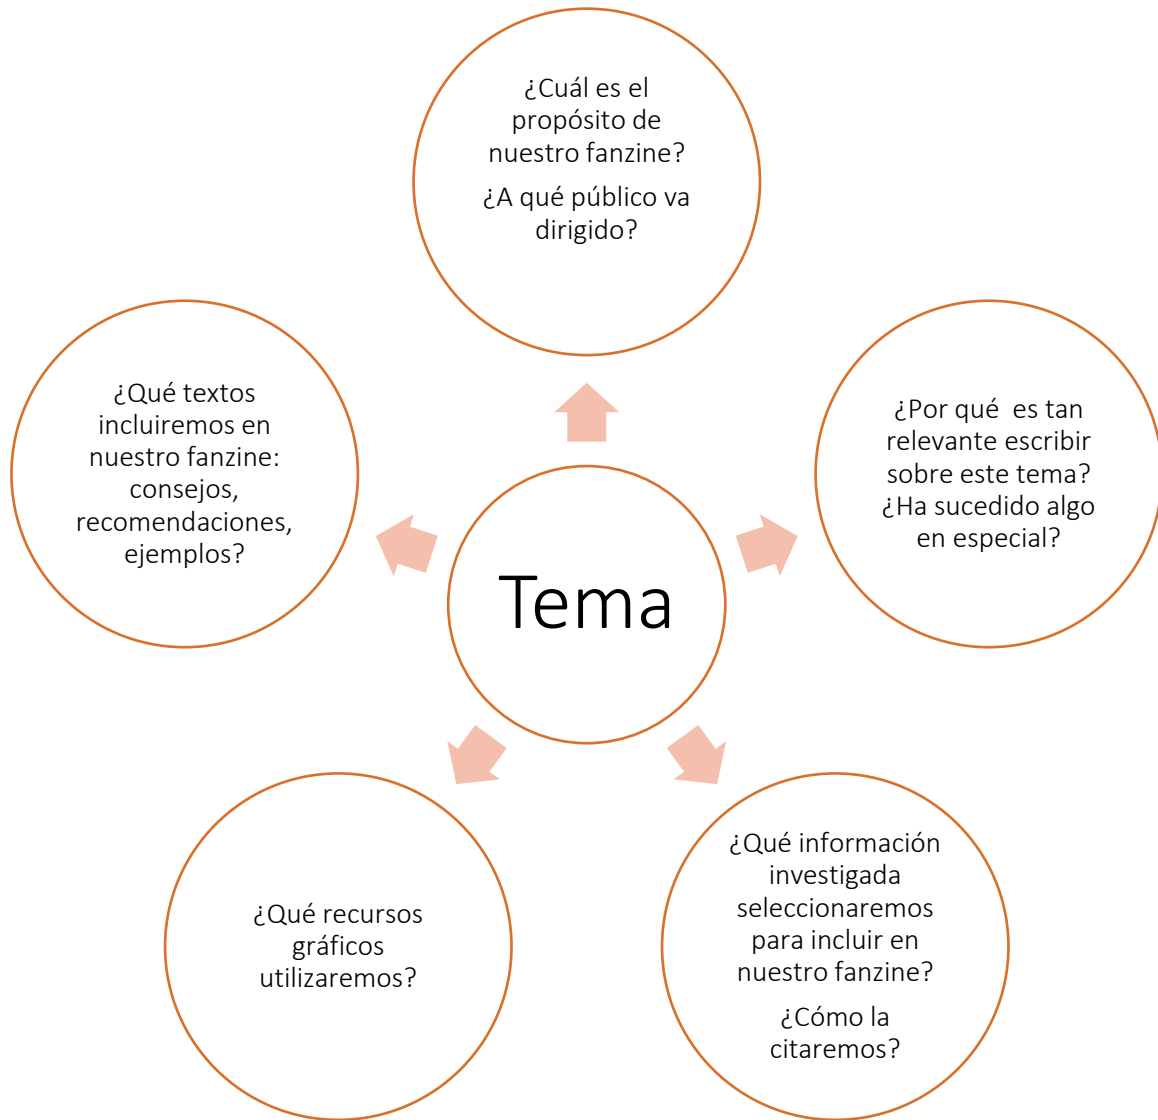 ¿Cuál es el
propósito de
nuestro fanzine?
¿A qué público va
dirigido?
¿Por qué  es tan
relevante escribir
sobre este tema?
¿Ha sucedido algo
en especial?
¿Qué información
investigada
seleccionaremos
para incluir en
nuestro fanzine?
¿Cómo la
citaremos?
¿Qué recursos
gráficos
utilizaremos?
¿Qué textos
incluiremos en
nuestro fanzine:
consejos,
recomendaciones,
ejemplos?
Tema